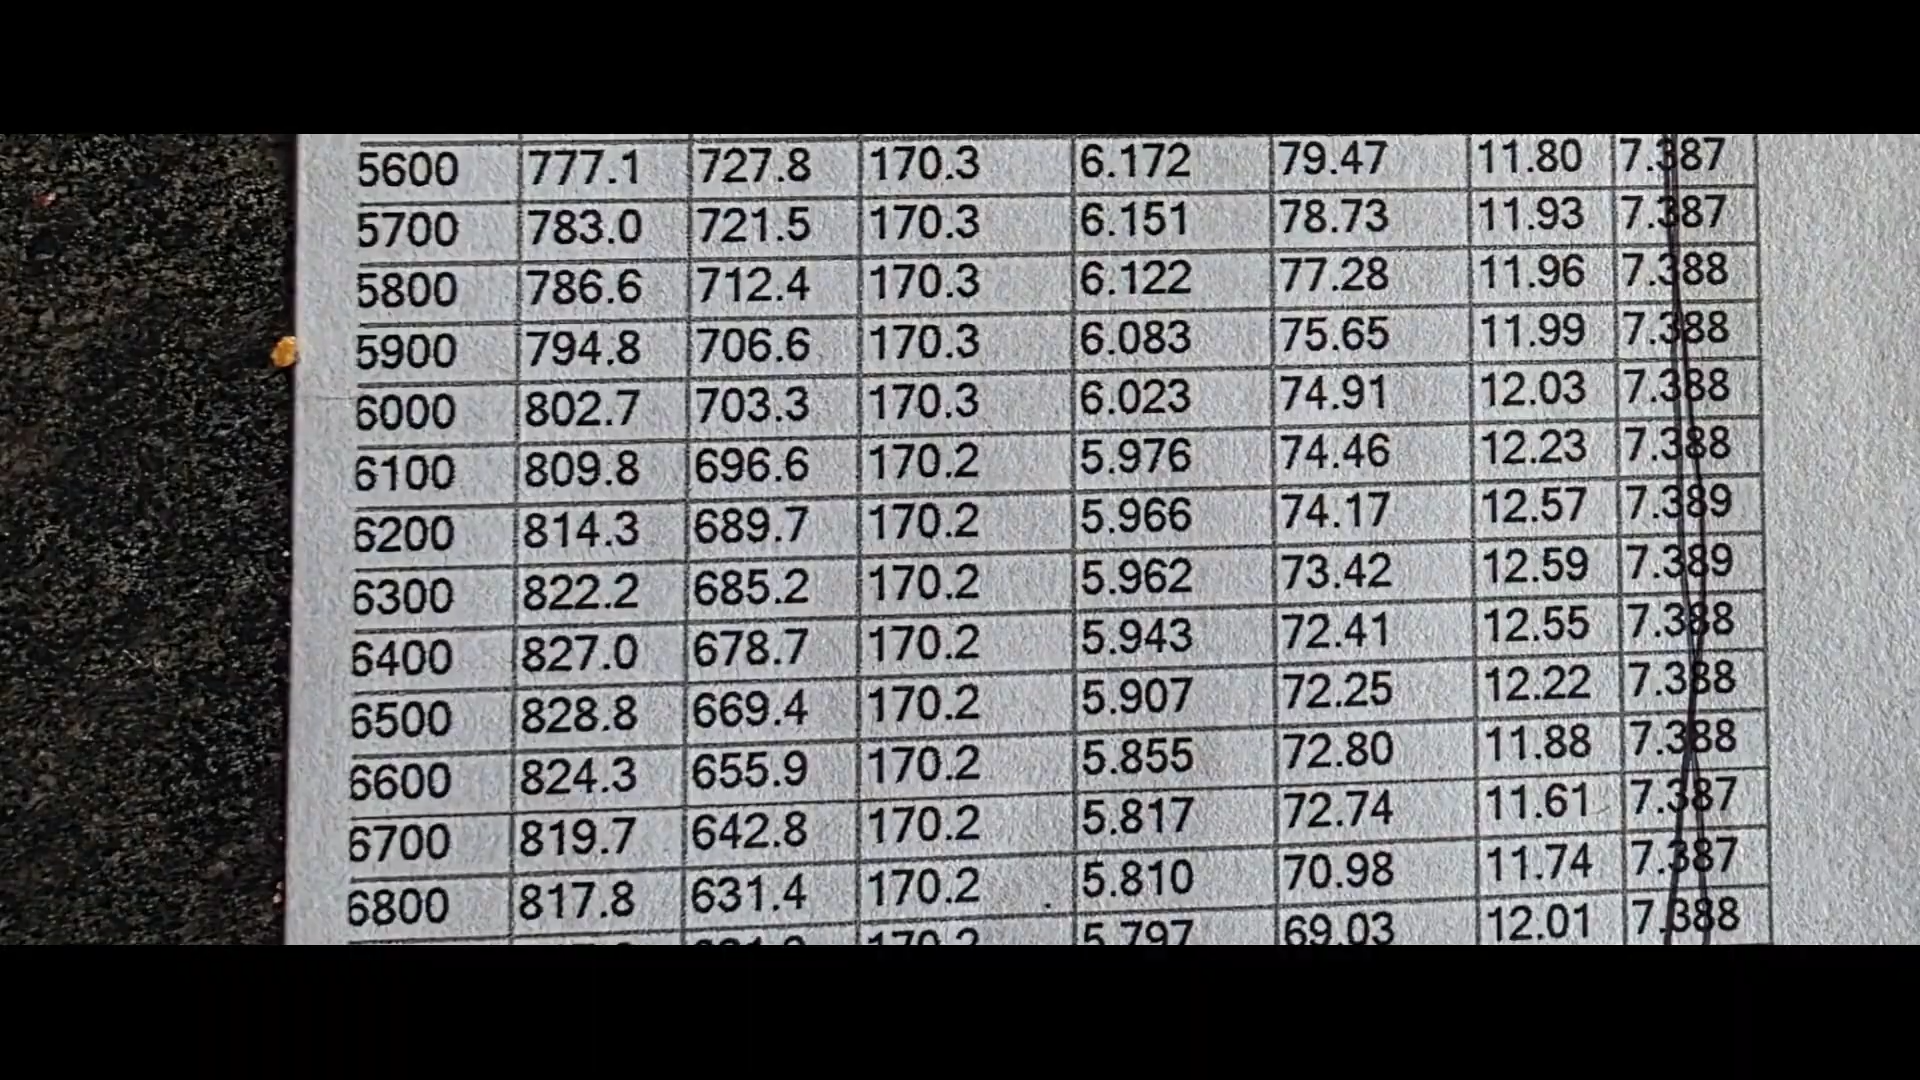 5600 777.1 727.8 170.3 6.172 79.47 11.80 7.387
5700 783.0 721.5 170.3 6.151 78.73 11.93 7.387
5800 786.6 712.4 170.3 6.122 77.28 11.96 7.388
5900 794.8 706.6 170.3 6.083 75.65 11.99 7.388
6000 802.7 703.3 170.3 6.023 74.91 12.03 7.388
6100 809.8 696.6 170.2 5.976 74.46 12.23 7.388
6200 814.3 689.7 170.2 5.966 74.17 12.57 7.389
6300 822.2 685.2 170.2 5.962 73.42 12.59 7.389
6400 827.0 678.7 170.2 5.943 72.41 12.55 7.388
6500 828.8 669.4 170.2 5.907 72.25 12.22 7.388
6600 824.3 655.9 170.2 5.855 72.80 11.88 7.388
6700 819.7 642.8 170.2 5.817 72.74 11.61 7.387
6800 817.8 631.4 170.2 5.810 70.98 11.74 7.387
170.2 5.797 69.03 12.01 7.388